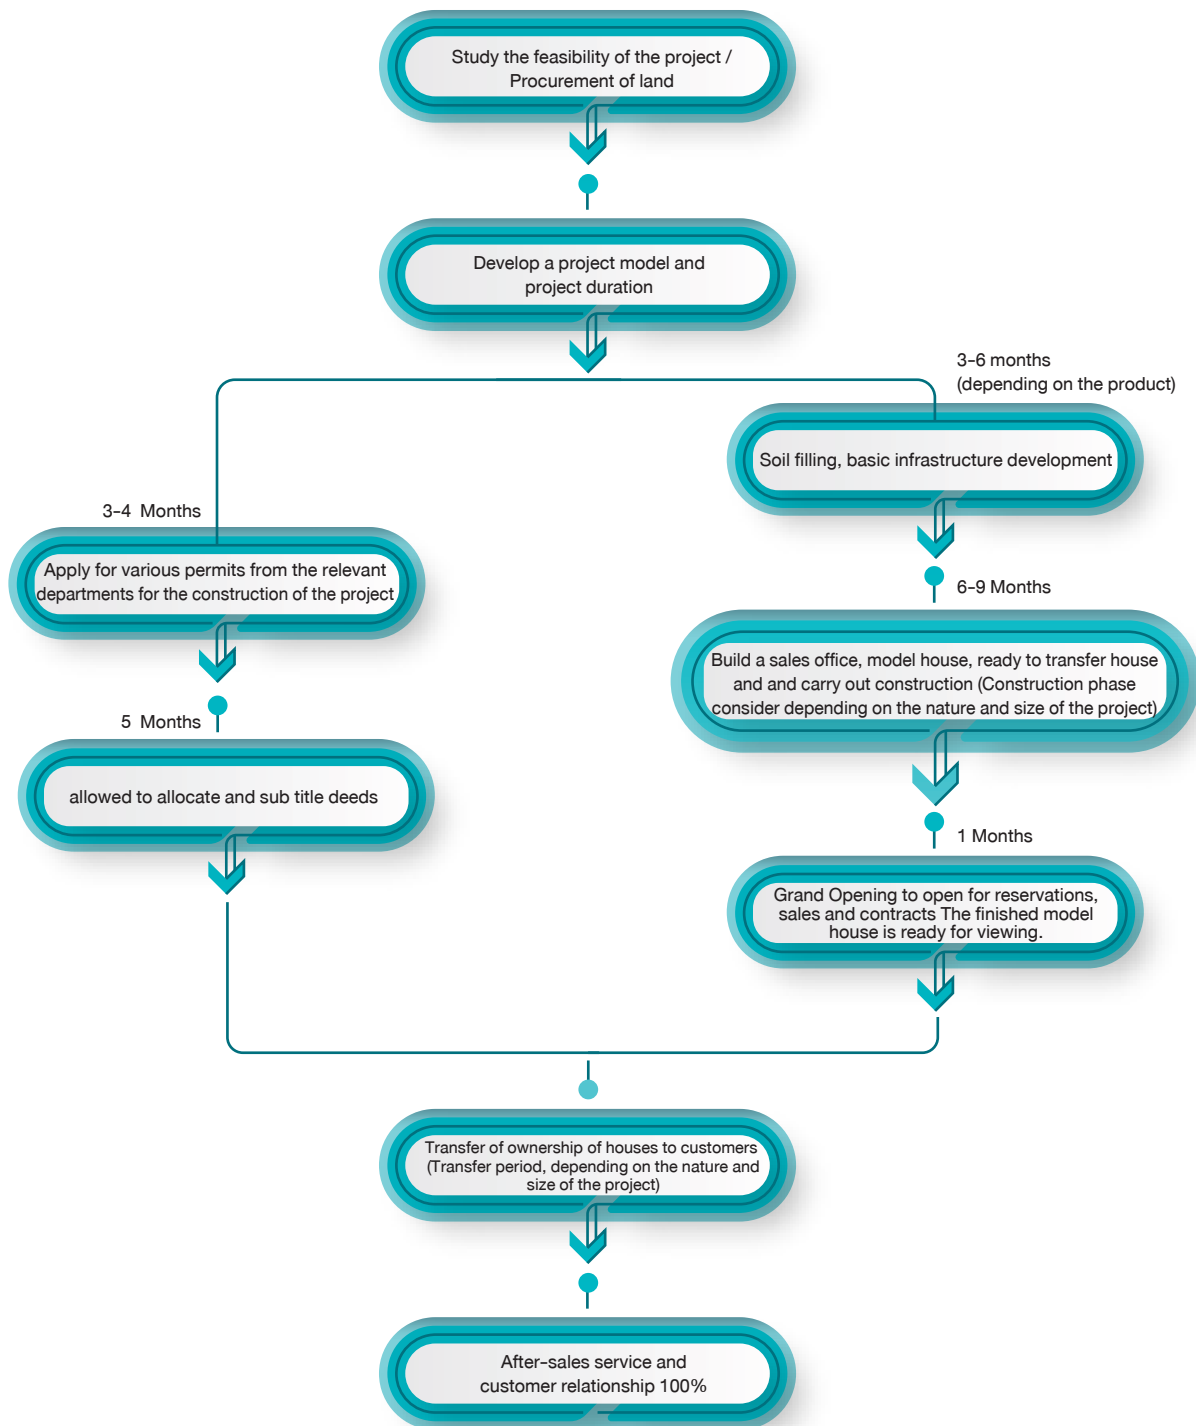 Study the feasibility of the project /
Procurement of land
Develop a project model and
project duration
3-6 months
(depending on the product)
Soil filling, basic infrastructure development
3-4 Months
Apply for various permits from the relevant
departments for the construction of the project
6-9 Months
Build a sales office, model house, ready to transfer house
and and carry out construction (Construction phase
consider depending on the nature and size of the project)
5 Months
allowed to allocate and sub title deeds
1 Months
Grand Opening to open for reservations,
sales and contracts The finished model
house is ready for viewing.
Transfer of ownership of houses to customers
(Transfer period, depending on the nature and
size of the project)
After-sales service and
customer relationship 100%